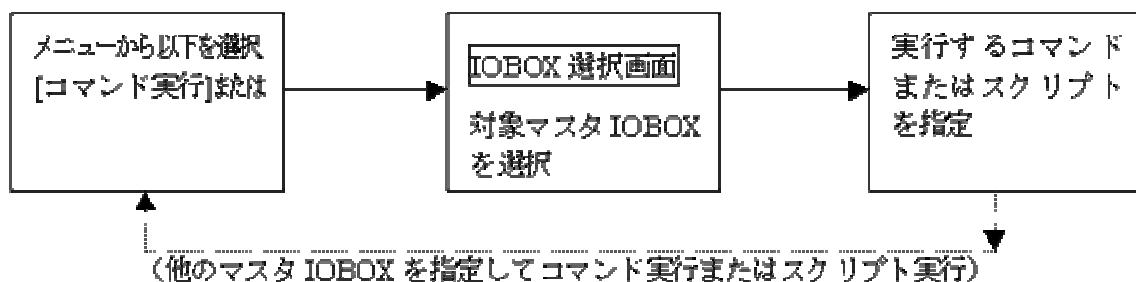 メニューから以下を選択
[コマンド実行]または
IOBOX 選択画面
対象マスタ IOBOX
を選択
実行するコマンド
またはスクリプト
を指定
(他のマスタ IOBOX を指定してコマンド実行またはスクリプト実行)